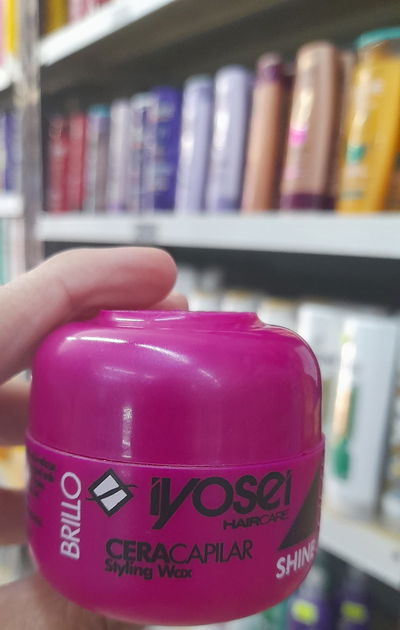 BRILLO
iyosei
HAIRCARE
CERACAPILAR
Styling Wax
SHINE